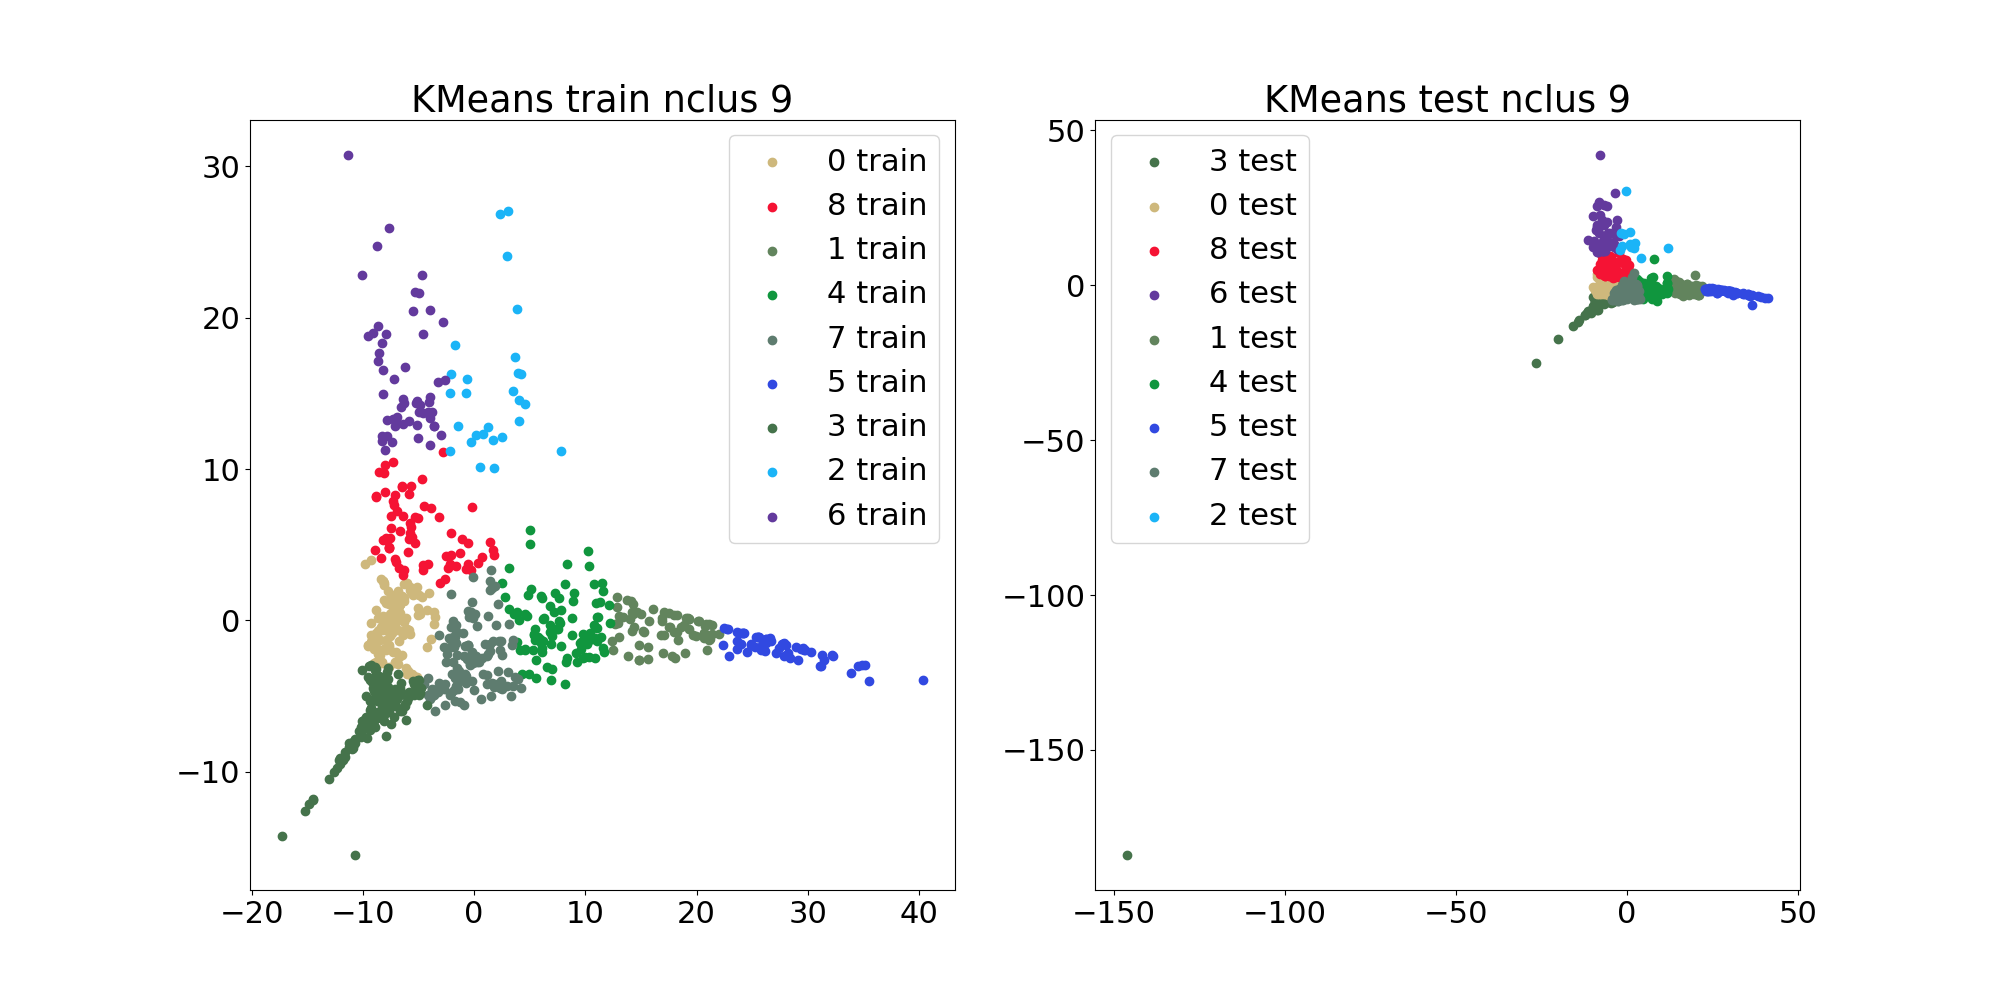 KMeans train nclus 9
30
20
10
0
−10
−20
−10
0
10
20
30
40
0 train
8 train
1 train
4 train
7 train
5 train
3 train
2 train
6 train
KMeans test nclus 9
50
0
−50
−100
−150
−150
−100
−50
0
50
3 test
0 test
8 test
6 test
1 test
4 test
5 test
7 test
2 test